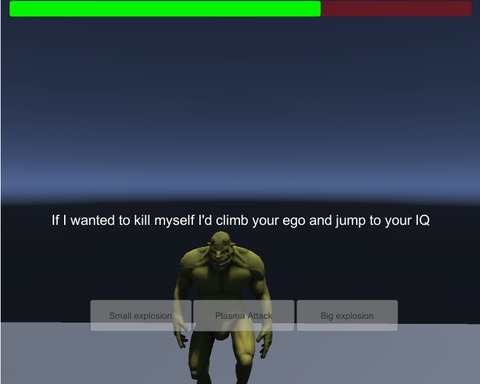 If I wanted to kill myself I'd climb your ego and jump to your IQ
Small explosion
Plasma Attack
Big explosion